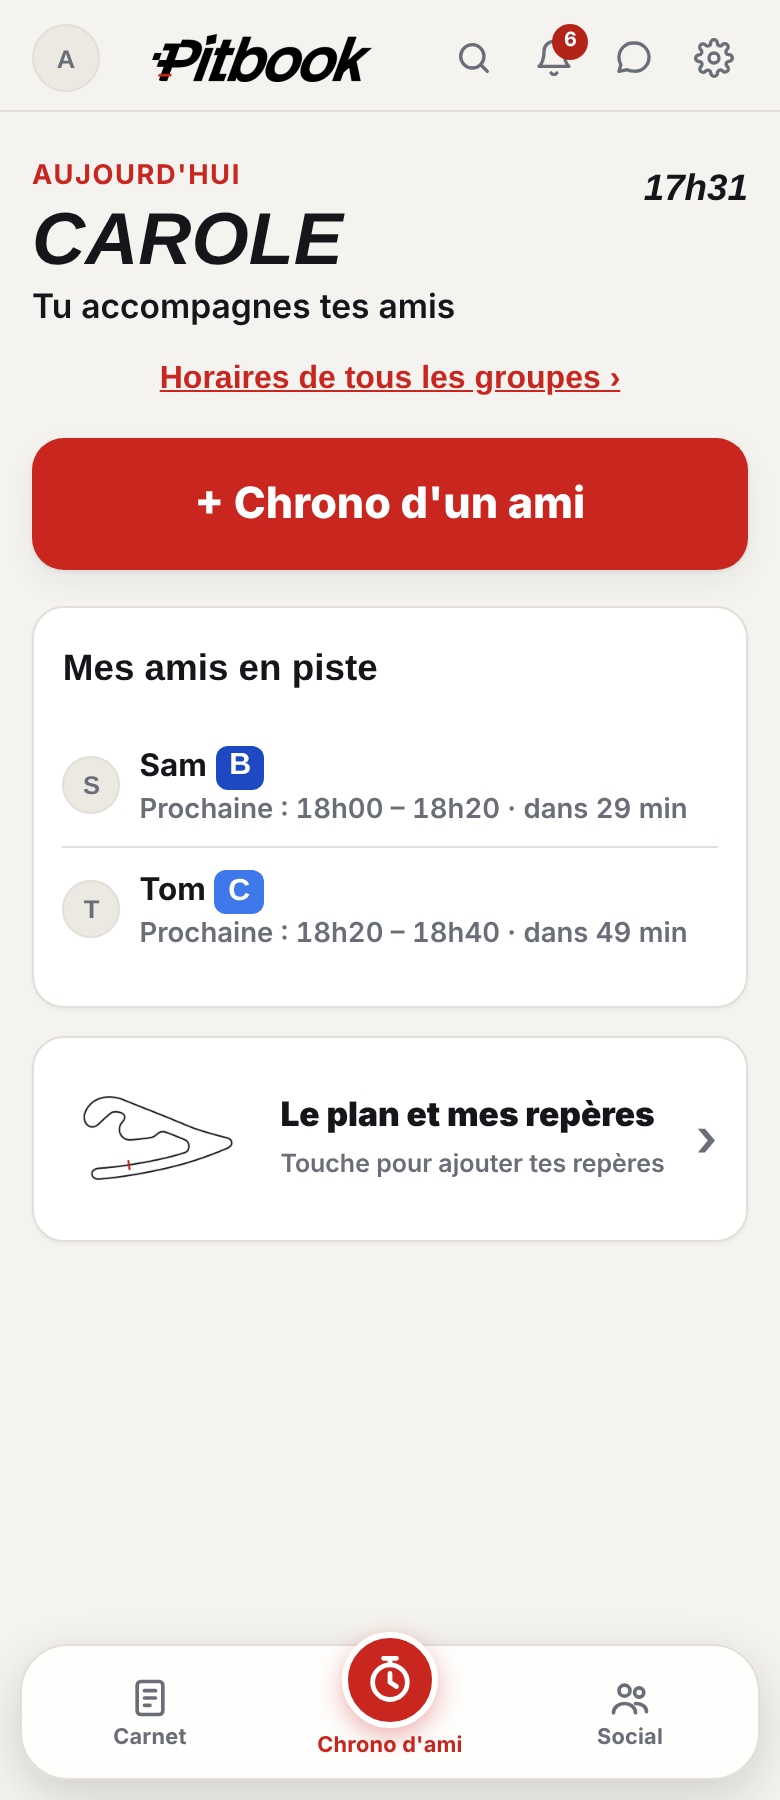 A
Pitbook
6
AUJOURD'HUI
17h31
CAROLE
Tu accompagnes tes amis
Horaires de tous les groupes ›
+ Chrono d'un ami
Mes amis en piste
S
Sam B
Prochaine : 18h00 – 18h20 · dans 29 min
T
Tom C
Prochaine : 18h20 – 18h40 · dans 49 min
Le plan et mes repères
Touche pour ajouter tes repères
Carnet
Chrono d'ami
Social